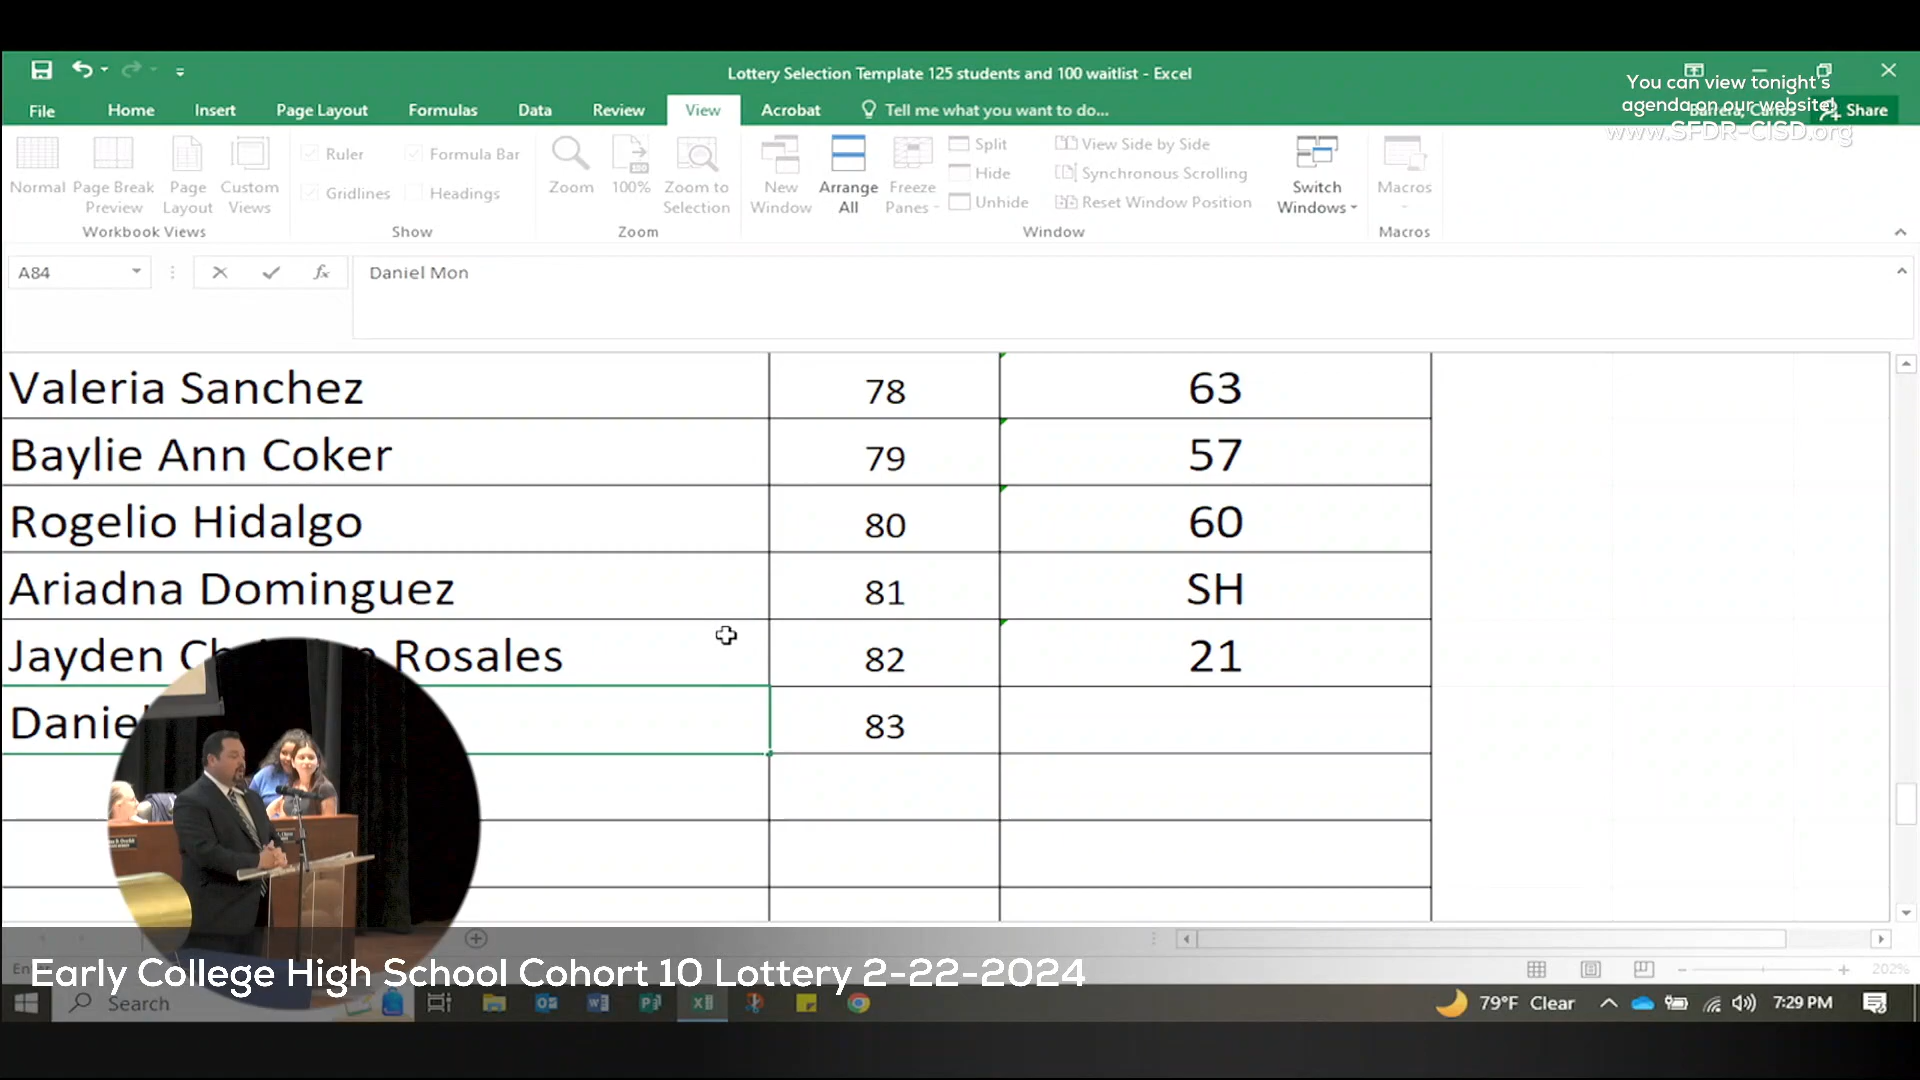 Lottery Selection Template 125 students and 100 waitlist - Excel
You can view tonight's
agenda on our website!
www.SFDR-CISD.org
File Home Insert Page Layout Formulas Data Review View Acrobat Tell me what you want to do... Barrera, Carlos Share
Normal Page Break Preview Page Layout Custom Views
Workbook Views
Ruler Formula Bar
Gridlines Headings
Show
Zoom 100% Zoom to Selection
Zoom
New Window Arrange All Freeze Panes
Split View Side by Side
Hide Synchronous Scrolling
Unhide Reset Window Position
Switch Windows
Window
Macros
Macros
A84 fx Daniel Mon
Valeria Sanchez 78 63
Baylie Ann Coker 79 57
Rogelio Hidalgo 80 60
Ariadna Dominguez 81 SH
Jayden Rosales 82 21
83
202%
Early College High School Cohort 10 Lottery 2-22-2024
Search 79°F Clear 7:29 PM